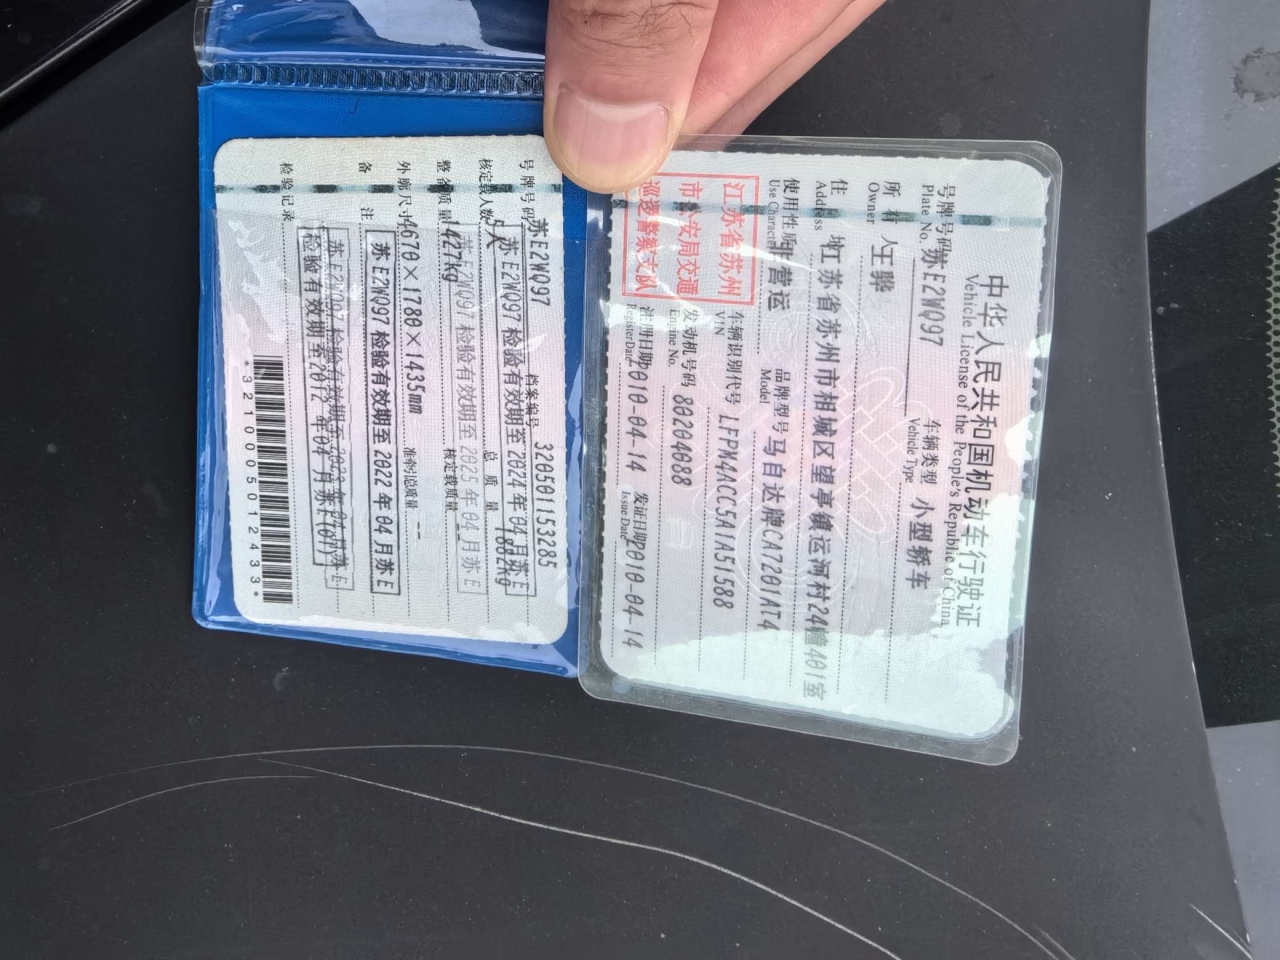 中华人民共和国机动车行驶证
Vehicle License of the People's Republic of China
号牌号码 苏E2WQ97 车辆类型 小型轿车
Plate No. Vehicle Type
所有人 王骅
Owner
住址 江苏省苏州市相城区望亭镇运河村24幢401室
Address
使用性质 非营运 品牌型号 马自达牌CA7201AT4
Use Character Model
江苏省苏州
市公安局交通
巡逻警察支队
车辆识别代号 LFPM4ACC5A1A51588
VIN
发动机号码 80204088
Engine No.
注册日期 2010-04-14 发证日期 2010-04-14
Register Date Issue Date
号牌号码 苏E2WQ97 档案编号 320501153285
核定载人数 5人 总质量
苏E2WQ97 检验有效期至 2024年04月苏E
整备质量 1427kg 核定载质量 --
苏E2WQ97 检验有效期至 2025年04月苏E
外廓尺寸 4670×1780×1435mm 准牵引总质量 --
备注
苏E2WQ97 检验有效期至 2022年04月苏E
检验记录
检验有效期至2012年04月苏E(07)
*3210005012433*